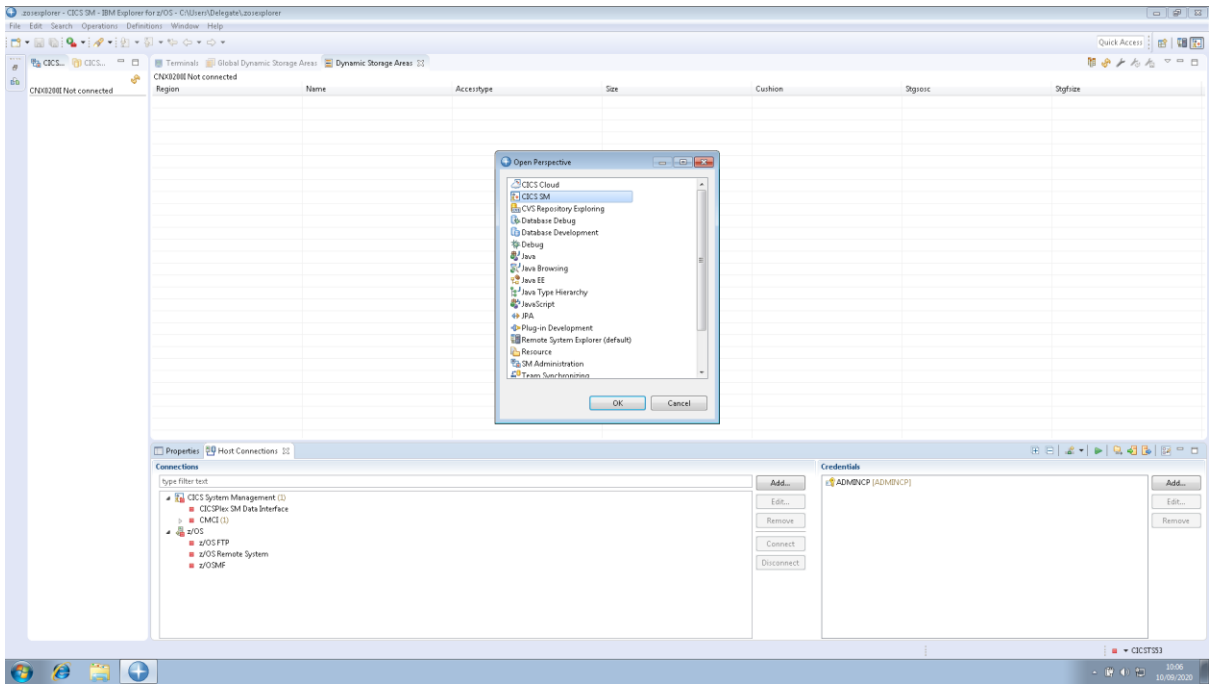 .zosexplorer - CICS SM - IBM Explorer for z/OS - C:\Users\Delegate\.zosexplorer
File Edit Search Operations Definitions Window Help
Quick Access
CICS... CICS...
Terminals Global Dynamic Storage Areas Dynamic Storage Areas
CNX0200I Not connected
CNX0200I Not connected
Region Name Accesstype Size Cushion Stgsosc Stgfsize
Open Perspective
CICS Cloud
CICS SM
CVS Repository Exploring
Database Debug
Database Development
Debug
Java
Java Browsing
Java EE
Java Type Hierarchy
JavaScript
JPA
Plug-in Development
Remote System Explorer (default)
Resource
SM Administration
Team Synchronizing
OK Cancel
Properties Host Connections
Connections
type filter text
CICS System Management (1)
CICSPlex SM Data Interface
CMCI (1)
z/OS
z/OS FTP
z/OS Remote System
z/OSMF
Add...
Edit...
Remove
Connect
Disconnect
Credentials
ADMINCP [ADMINCP]
Add...
Edit...
Remove
CICSTS53
10:06
10/09/2020